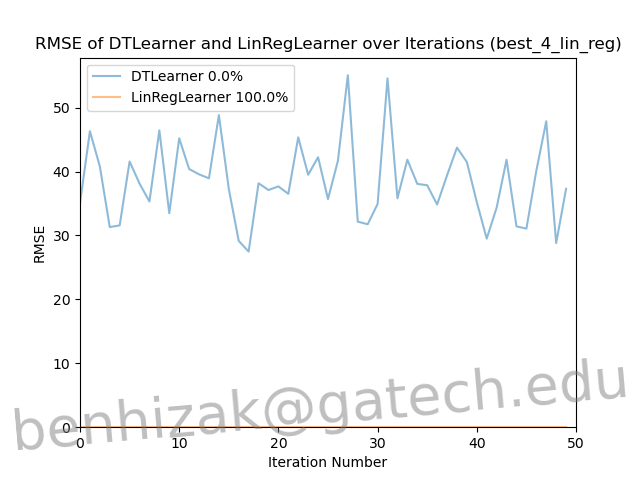 RMSE of DTLearner and LinRegLearner over Iterations (best_4_lin_reg)
DTLearner 0.0%
LinRegLearner 100.0%
50
40
30
20
10
0
RMSE
0 10 20 30 40 50
Iteration Number
benhizak@gatech.edu